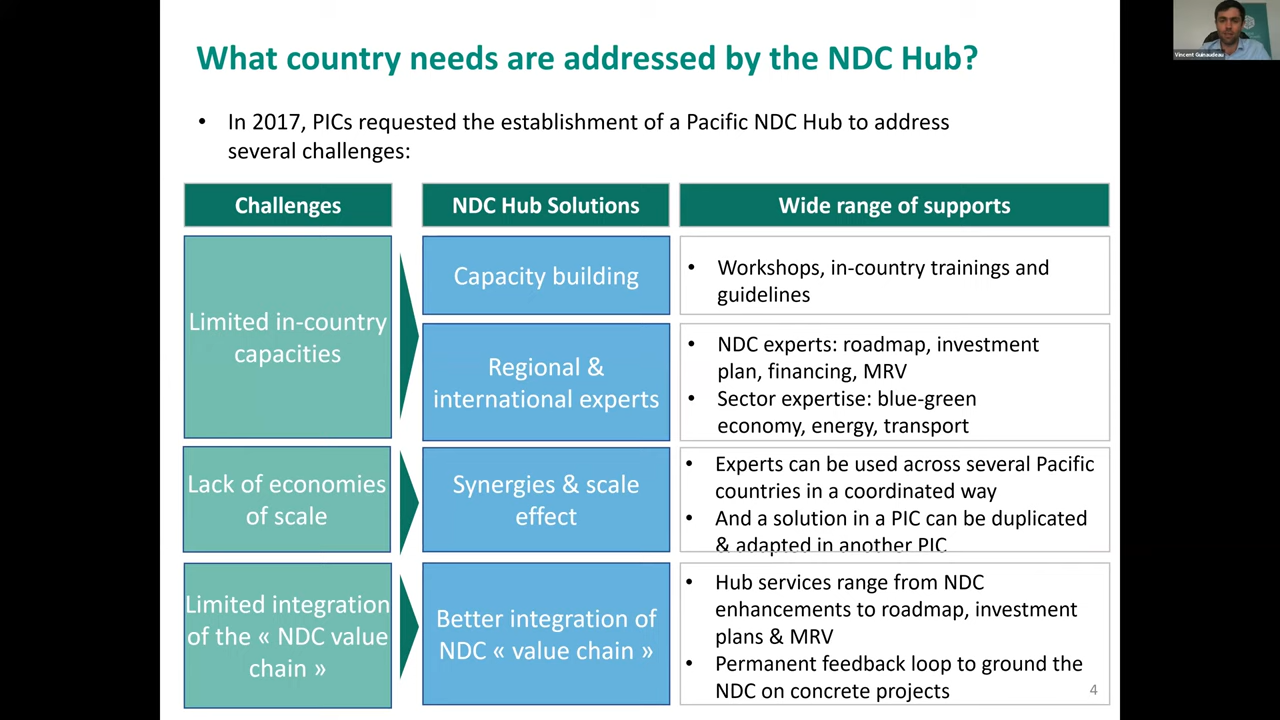 What country needs are addressed by the NDC Hub?
• In 2017, PICs requested the establishment of a Pacific NDC Hub to address
several challenges:
Challenges
NDC Hub Solutions
Wide range of supports
Limited in-country
capacities
Capacity building
• Workshops, in-country trainings and
guidelines
Regional &
international experts
• NDC experts: roadmap, investment
plan, financing, MRV
• Sector expertise: blue-green
economy, energy, transport
Lack of economies
of scale
Synergies & scale
effect
• Experts can be used across several Pacific
countries in a coordinated way
• And a solution in a PIC can be duplicated
& adapted in another PIC
Limited integration
of the « NDC value
chain »
Better integration of
NDC « value chain »
• Hub services range from NDC
enhancements to roadmap, investment
plans & MRV
• Permanent feedback loop to ground the
NDC on concrete projects
4
Vincent Guinaudeau